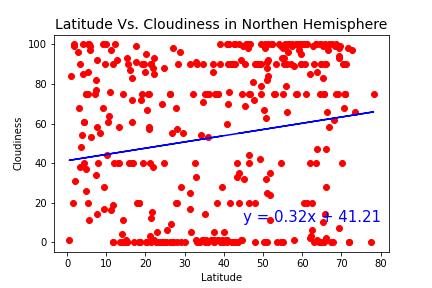 Latitude Vs. Cloudiness in Northen Hemisphere
100
80
60
40
20
0
Cloudiness
y = 0.32x + 41.21
0 10 20 30 40 50 60 70 80
Latitude